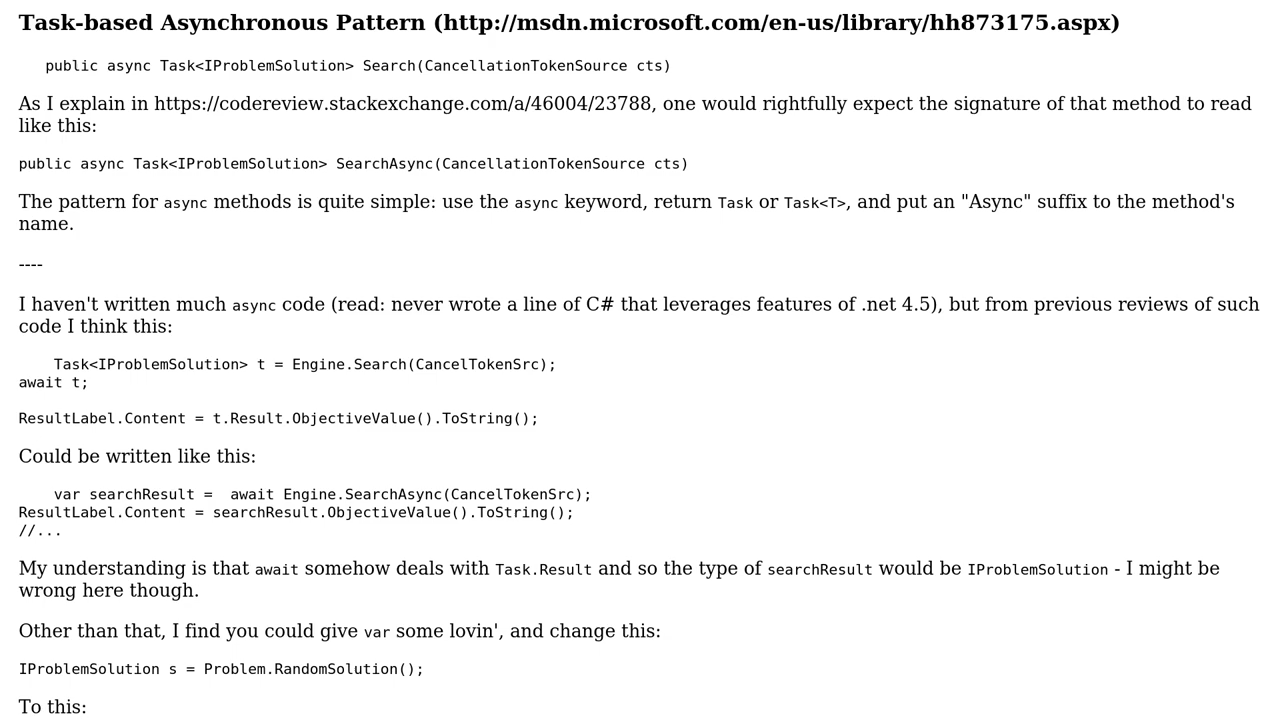 Task-based Asynchronous Pattern (http://msdn.microsoft.com/en-us/library/hh873175.aspx)
public async Task<IProblemSolution> Search(CancellationTokenSource cts)
As I explain in https://codereview.stackexchange.com/a/46004/23788, one would rightfully expect the signature of that method to read
like this:
public async Task<IProblemSolution> SearchAsync(CancellationTokenSource cts)
The pattern for async methods is quite simple: use the async keyword, return Task or Task<T>, and put an "Async" suffix to the method's
name.
----
I haven't written much async code (read: never wrote a line of C# that leverages features of .net 4.5), but from previous reviews of such
code I think this:
Task<IProblemSolution> t = Engine.Search(CancelTokenSrc);
await t;
ResultLabel.Content = t.Result.ObjectiveValue().ToString();
Could be written like this:
var searchResult =  await Engine.SearchAsync(CancelTokenSrc);
ResultLabel.Content = searchResult.ObjectiveValue().ToString();
//...
My understanding is that await somehow deals with Task.Result and so the type of searchResult would be IProblemSolution - I might be
wrong here though.
Other than that, I find you could give var some lovin', and change this:
IProblemSolution s = Problem.RandomSolution();
To this: